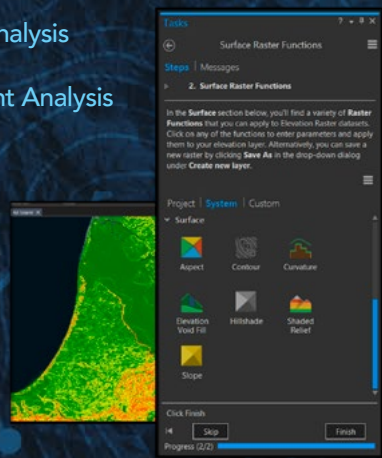 nalysis
nt Analysis
Tasks
Surface Raster Functions
Steps | Messages
2. Surface Raster Functions
In the Surface section below, you'll find a variety of Raster
Functions that you can apply to Elevation Raster datasets.
Click on any of the functions to enter parameters and apply
them to your elevation layer. Alternatively, you can save a
new raster by clicking Save As in the drop-down dialog
under Create new layer.
Project | System | Custom
Surface
Aspect
Contour
Curvature
Elevation
Void Fill
Hillshade
Shaded
Relief
Slope
Click Finish
Skip
Finish
Progress (2/2)